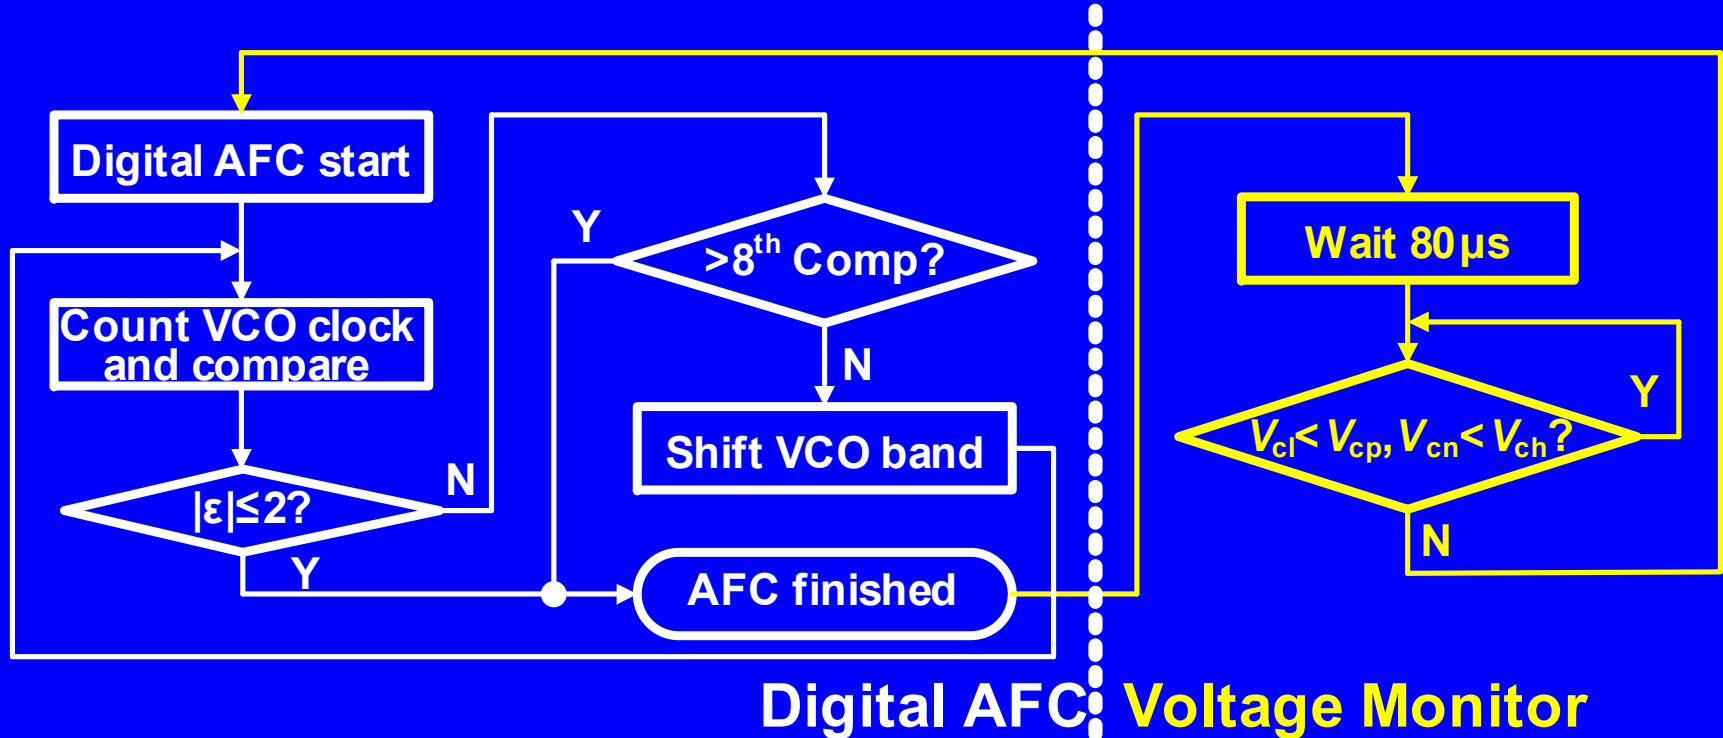 Digital AFC start
Count VCO clock
and compare
|ε|≤2?
N
Y
Y
>8th Comp?
N
Shift VCO band
AFC finished
Wait 80µs
Vcl< Vcp, Vcn< Vch?
Y
N
Digital AFC
Voltage Monitor